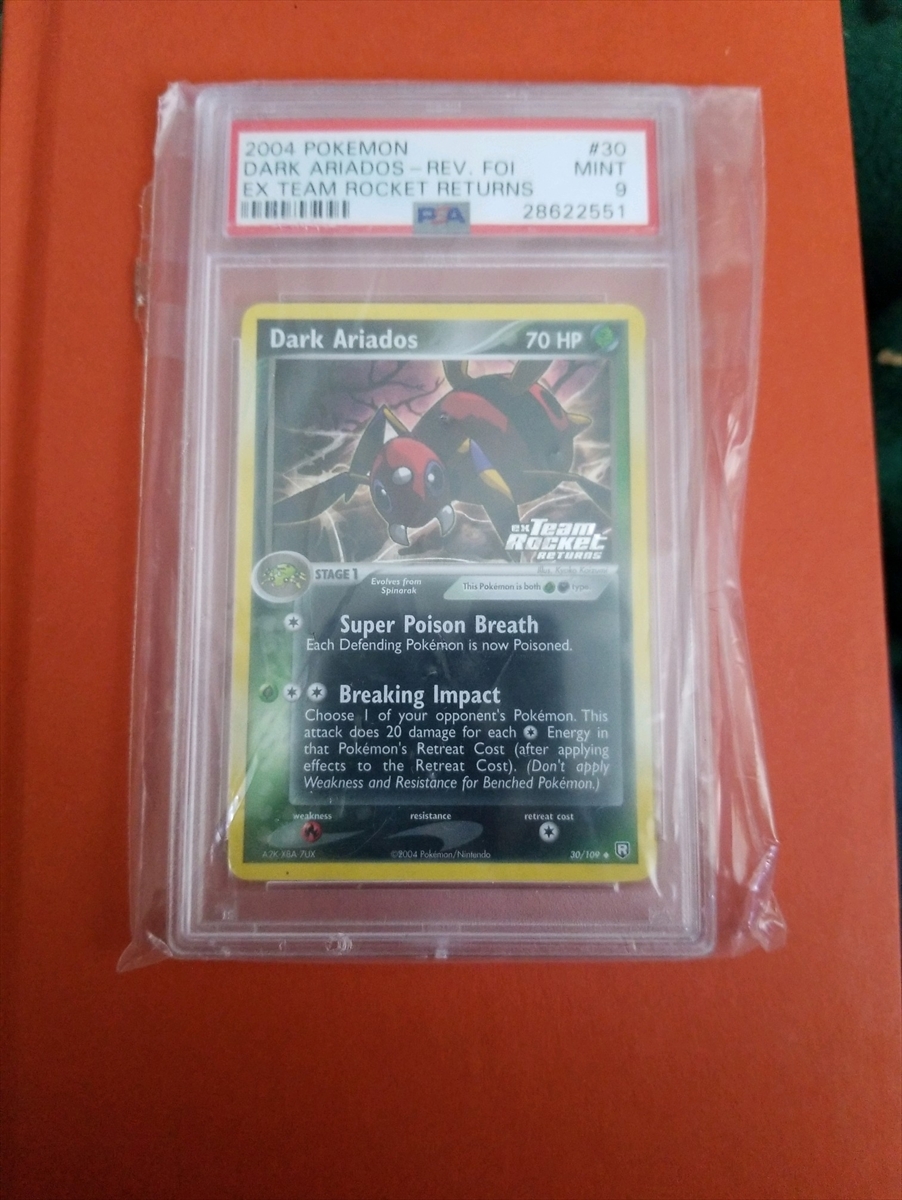 2004 POKEMON #30
DARK ARIADOS - REV. FOI MINT
EX TEAM ROCKET RETURNS 9
PSA 28622551
Dark Ariados 70 HP
ex Team
Rocket
RETURNS
STAGE 1 Evolves from
Spinarak
This Pokémon is both type.
Super Poison Breath
Each Defending Pokémon is now Poisoned.
Breaking Impact
Choose 1 of your opponent's Pokémon. This
attack does 20 damage for each Energy in
that Pokémon's Retreat Cost (after applying
effects to the Retreat Cost). (Don't apply
Weakness and Resistance for Benched Pokémon.)
weakness resistance retreat cost
©2004 Pokémon/Nintendo 30/109 R